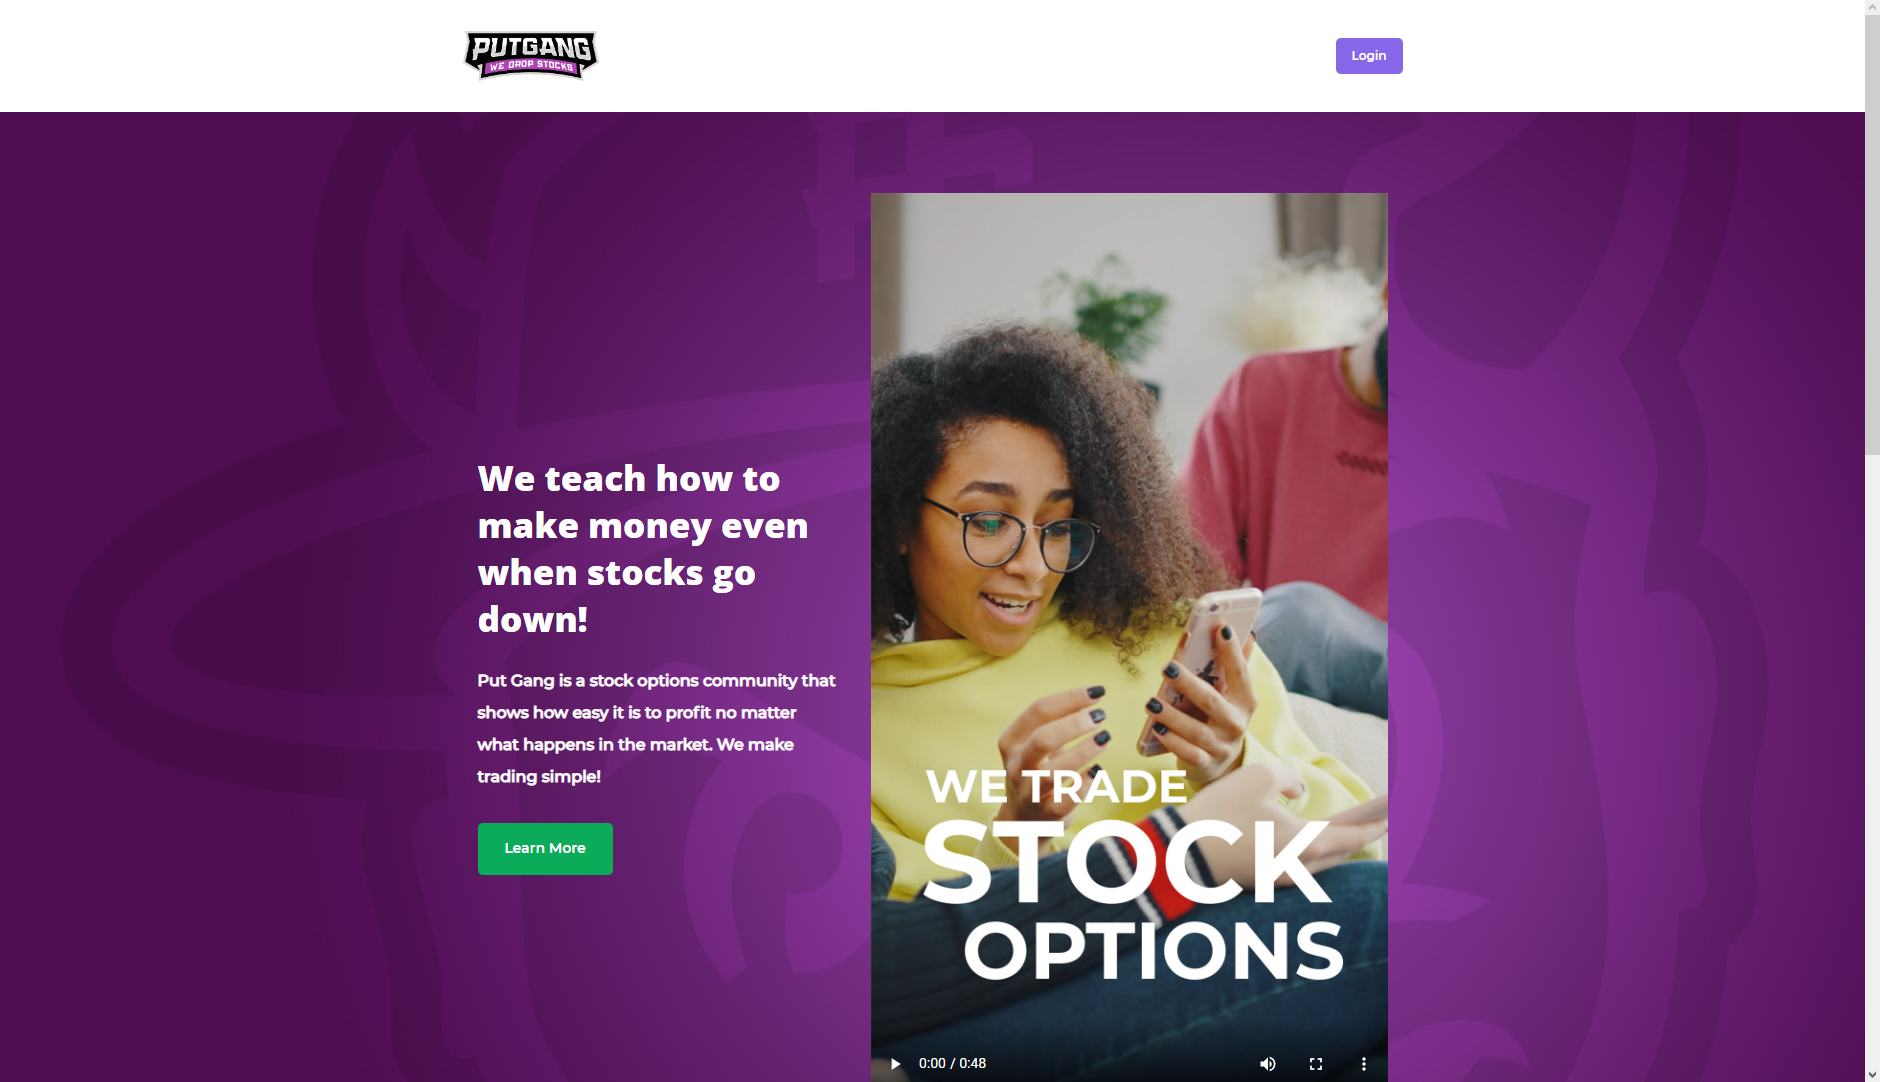 PUTGANG
WE DROP STOCKS
Login
We teach how to
make money even
when stocks go
down!
Put Gang is a stock options community that
shows how easy it is to profit no matter
what happens in the market. We make
trading simple!
Learn More
WE TRADE
STOCK
OPTIONS
0:00 / 0:48